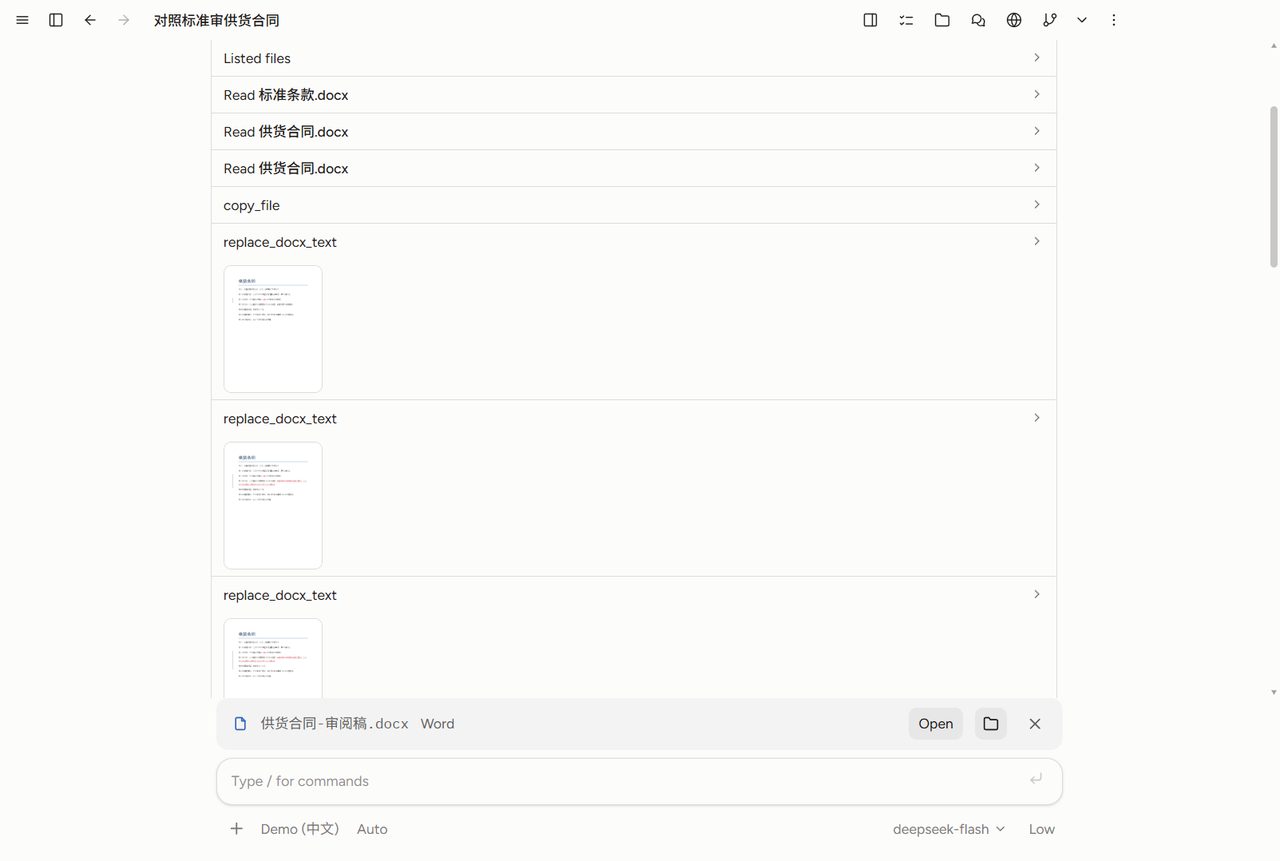 对照标准审供货合同
Listed files
Read 标准条款.docx
Read 供货合同.docx
Read 供货合同.docx
copy_file
replace_docx_text
replace_docx_text
replace_docx_text
供货合同-审阅稿.docx Word Open
Type / for commands
Demo (中文) Auto deepseek-flash Low